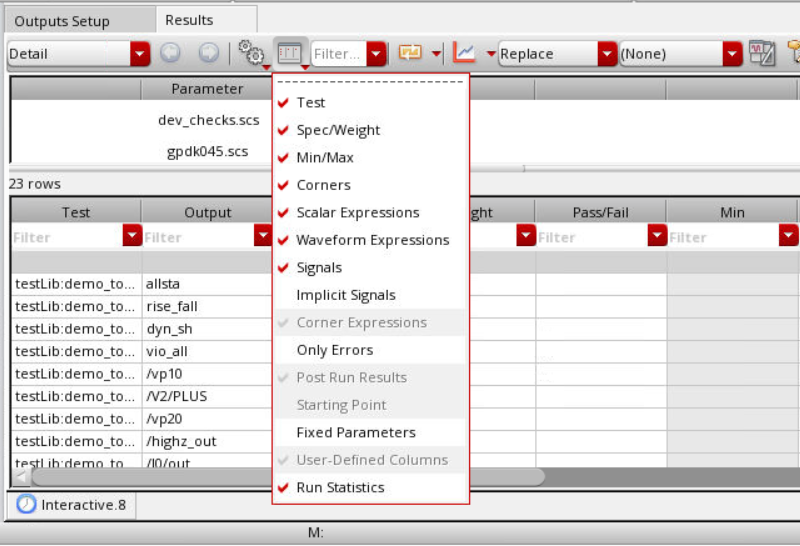 Outputs Setup Results
Detail Filter... Replace (None)
Parameter
dev_checks.scs
gpdk045.scs
Test
Spec/Weight
Min/Max
Corners
Scalar Expressions
Waveform Expressions
Signals
Implicit Signals
Corner Expressions
Only Errors
Post Run Results
Starting Point
Fixed Parameters
User-Defined Columns
Run Statistics
23 rows
Test Output ght Pass/Fail Min
Filter Filter Filter Filter
testLib:demo_to... allsta
testLib:demo_to... rise_fall
testLib:demo_to... dyn_sh
testLib:demo_to... vio_all
testLib:demo_to... /vp10
testLib:demo_to... /V2/PLUS
testLib:demo_to... /vp20
testLib:demo_to... /highz_out
testLib:demo_to... /I0/out
Interactive.8
M: